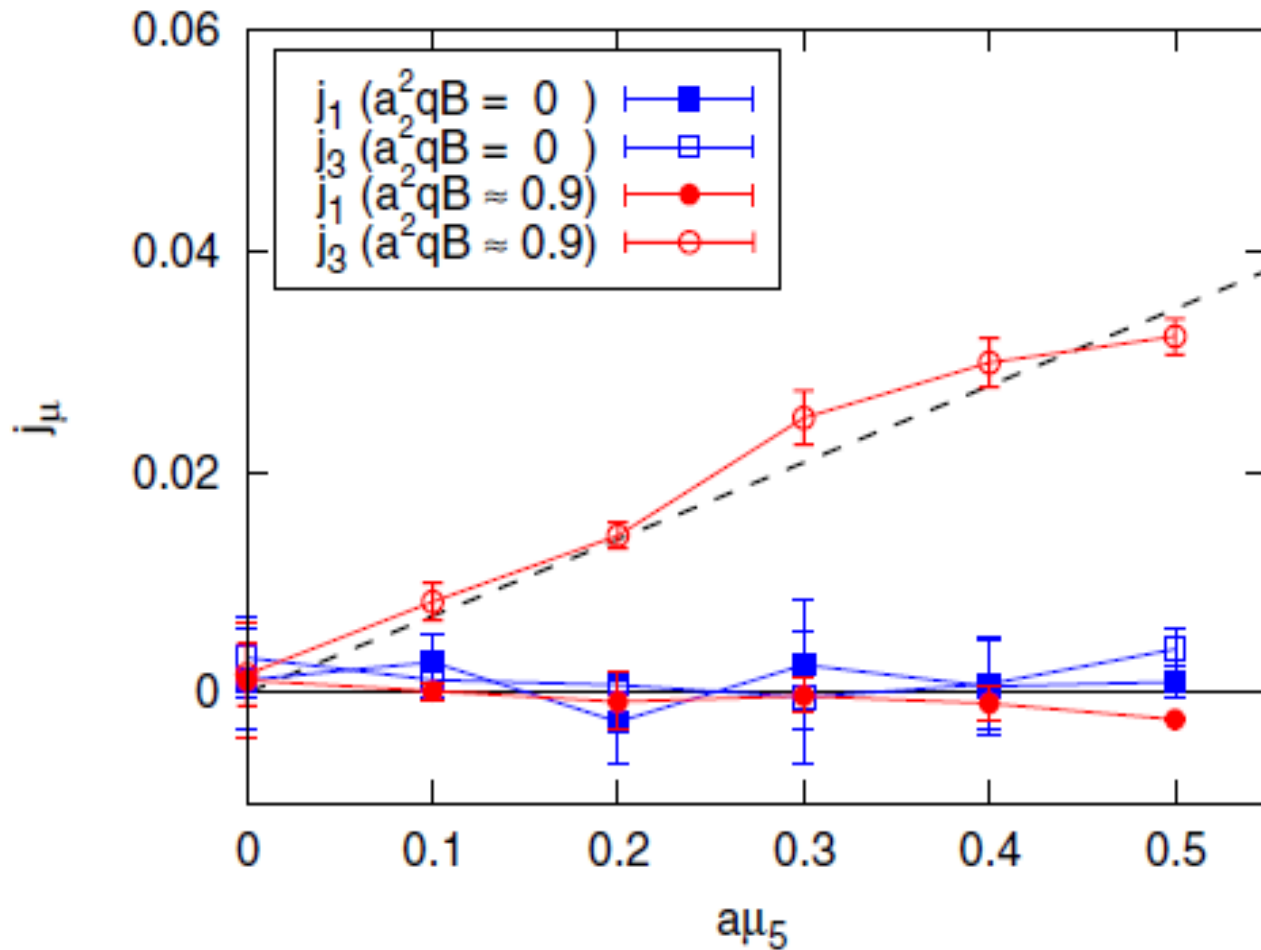 0.06
j₁ (a²qB = 0 )
j₃ (a²qB = 0 )
j₁ (a²qB ≈ 0.9)
j₃ (a²qB ≈ 0.9)
0.04
jμ
0.02
0
0 0.1 0.2 0.3 0.4 0.5
aμ₅